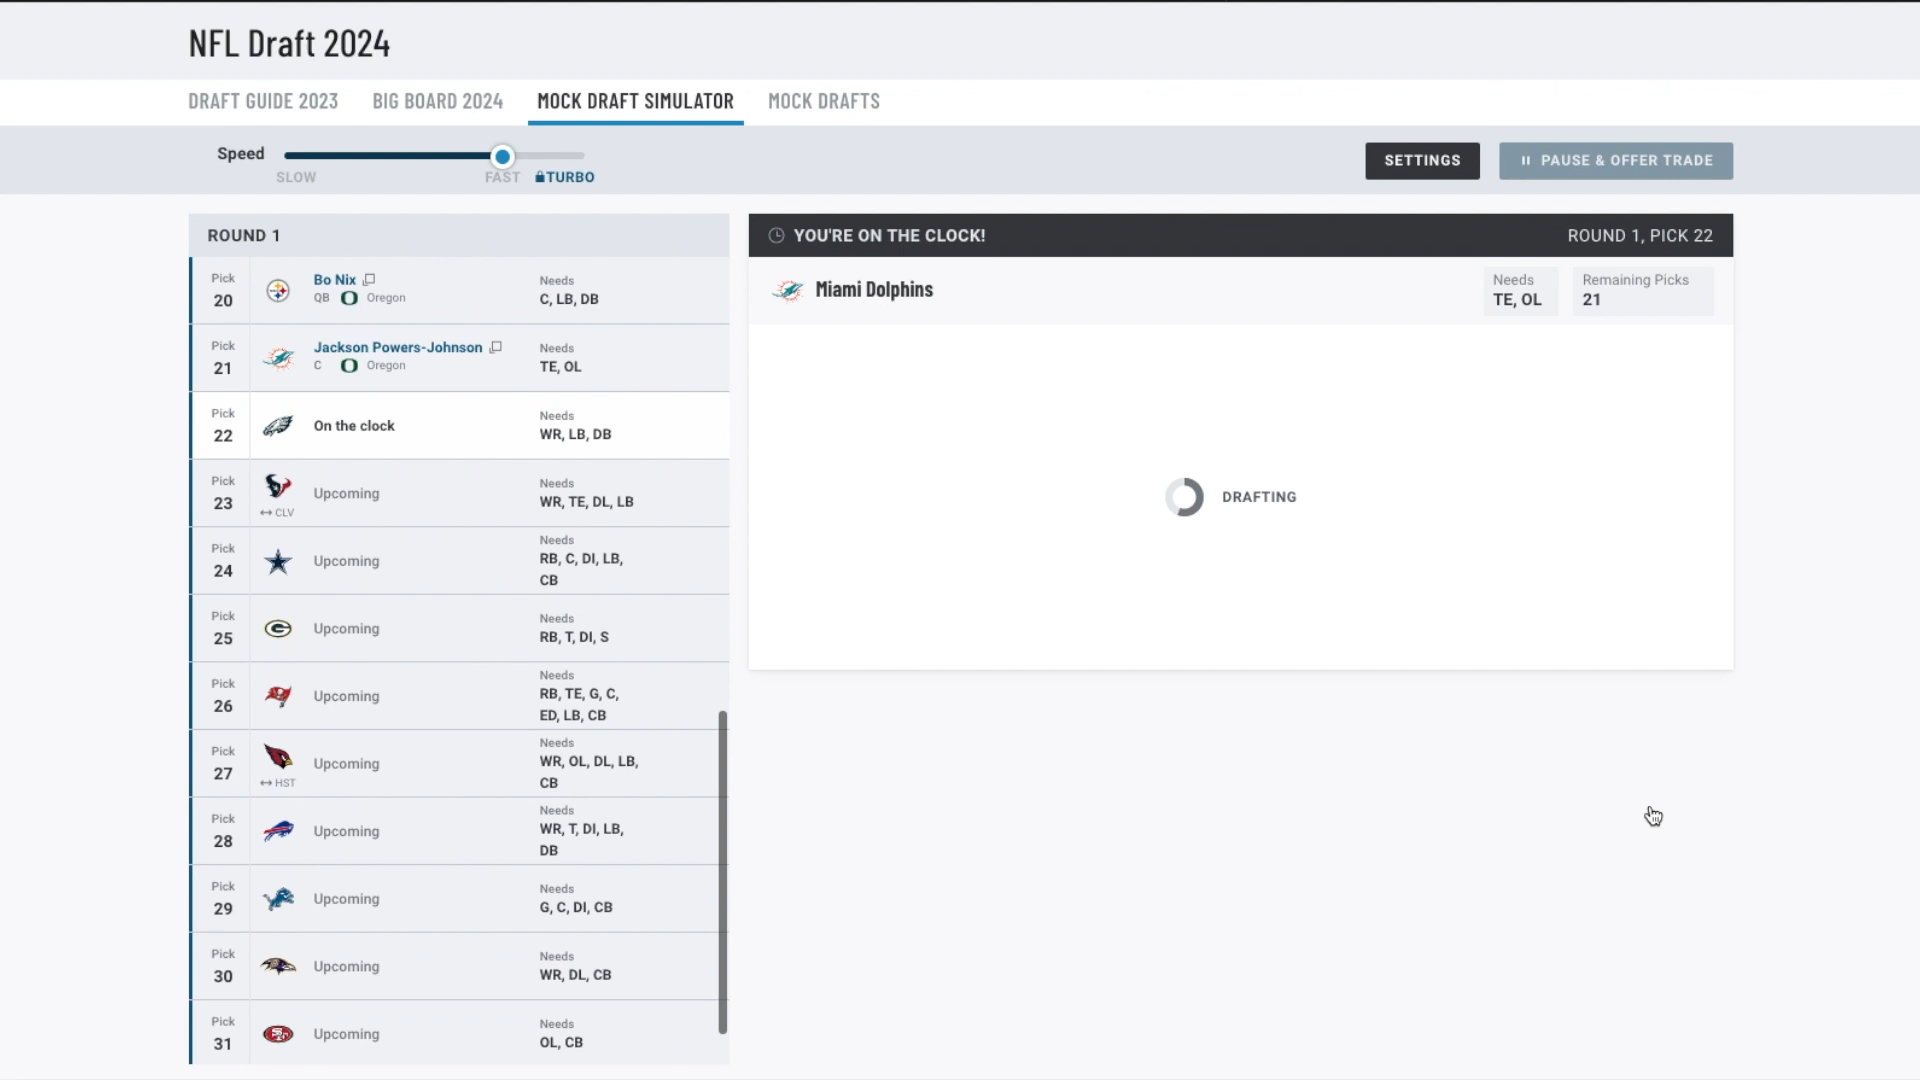 NFL Draft 2024
DRAFT GUIDE 2023 BIG BOARD 2024 MOCK DRAFT SIMULATOR MOCK DRAFTS
Speed
SLOW FAST TURBO
SETTINGS
PAUSE & OFFER TRADE
ROUND 1
Pick
20
Bo Nix
QB Oregon
Needs
C, LB, DB
Pick
21
Jackson Powers-Johnson
C Oregon
Needs
TE, OL
Pick
22
On the clock
Needs
WR, LB, DB
Pick
23
↔ CLV
Upcoming
Needs
WR, TE, DL, LB
Pick
24
Upcoming
Needs
RB, C, DI, LB,
CB
Pick
25
Upcoming
Needs
RB, T, DI, S
Pick
26
Upcoming
Needs
RB, TE, G, C,
ED, LB, CB
Pick
27
↔ HST
Upcoming
Needs
WR, OL, DL, LB,
CB
Pick
28
Upcoming
Needs
WR, T, DI, LB,
DB
Pick
29
Upcoming
Needs
G, C, DI, CB
Pick
30
Upcoming
Needs
WR, DL, CB
Pick
31
Upcoming
Needs
OL, CB
YOU'RE ON THE CLOCK!
ROUND 1, PICK 22
Miami Dolphins
Needs
TE, OL
Remaining Picks
21
DRAFTING